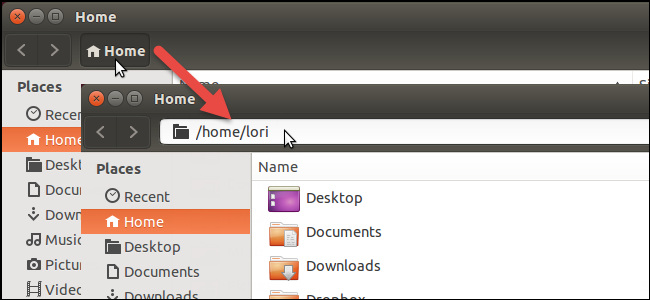 Home
Home
Places
Recen
Home
Deskt
Docu
Down
Music
Pictur
Video
Home
/home/lori
Places
Recent
Home
Desktop
Documents
Downloads
Name
Desktop
Documents
Downloads
Dropbox